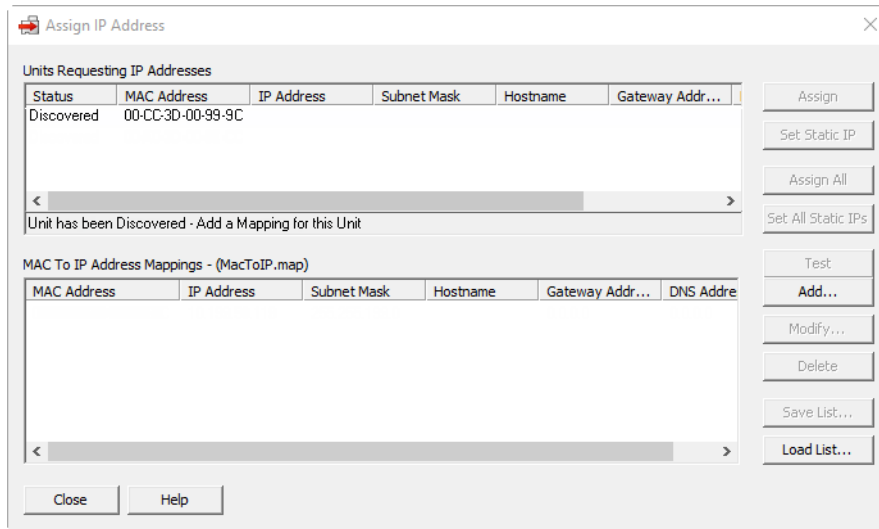 Assign IP Address
Units Requesting IP Addresses
Status MAC Address IP Address Subnet Mask Hostname Gateway Addr...
Discovered 00-CC-3D-00-99-9C
Unit has been Discovered - Add a Mapping for this Unit
Assign
Set Static IP
Assign All
Set All Static IPs
MAC To IP Address Mappings - (MacToIP.map)
MAC Address IP Address Subnet Mask Hostname Gateway Addr... DNS Addre
Test
Add...
Modify...
Delete
Save List...
Load List...
Close Help